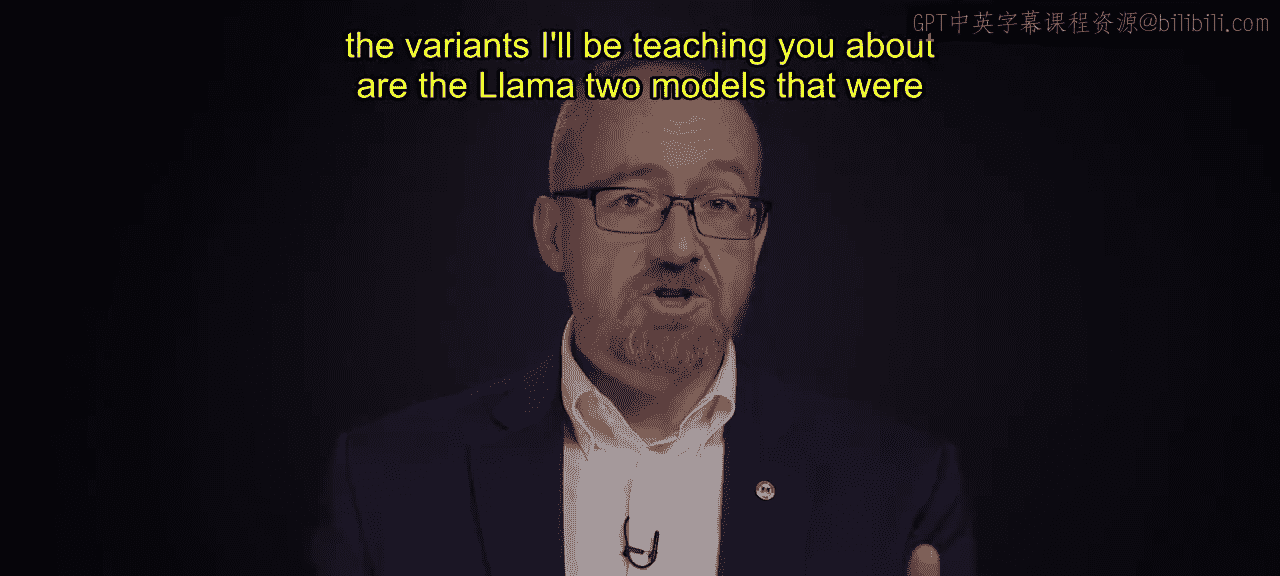 GPT中英字幕课程资源@bilibili.com
the variants I'll be teaching you about
are the Llama two models that were